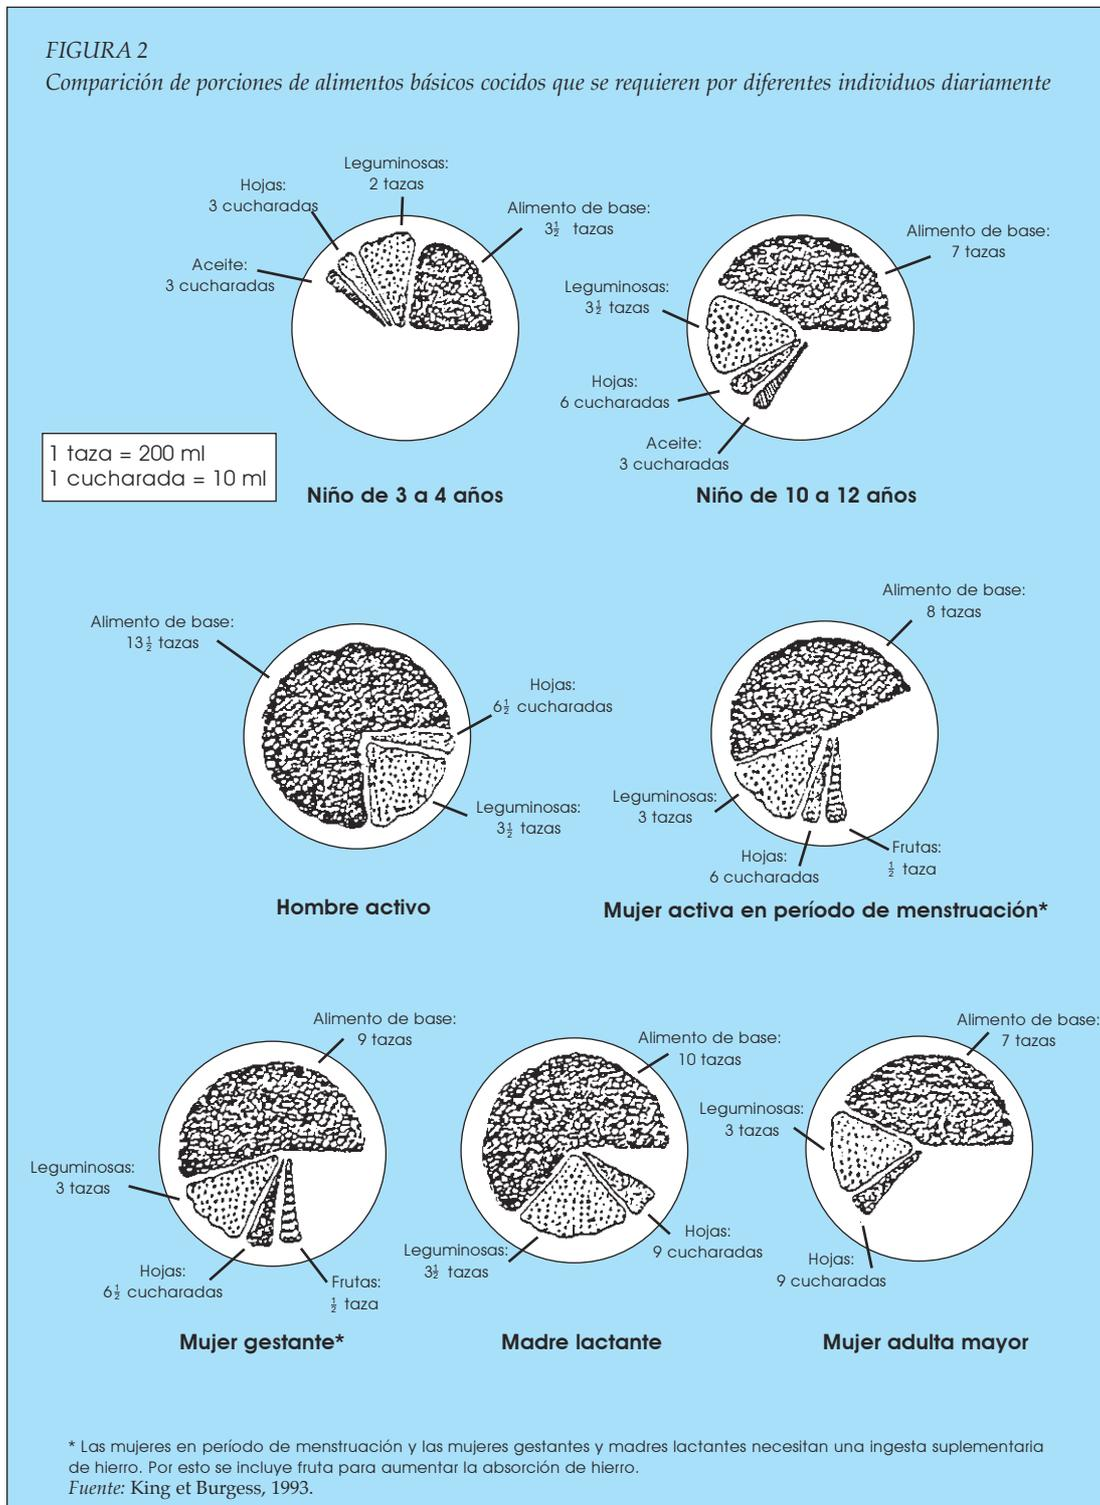 FIGURA 2
Comparición de porciones de alimentos básicos cocidos que se requieren por diferentes individuos diariamente
Leguminosas:
2 tazas
Hojas:
3 cucharadas
Alimento de base:
3½ tazas
Aceite:
3 cucharadas
Niño de 3 a 4 años
Alimento de base:
7 tazas
Leguminosas:
3½ tazas
Hojas:
6 cucharadas
Aceite:
3 cucharadas
Niño de 10 a 12 años
1 taza = 200 ml
1 cucharada = 10 ml
Alimento de base:
13½ tazas
Hojas:
6½ cucharadas
Leguminosas:
3½ tazas
Hombre activo
Alimento de base:
8 tazas
Leguminosas:
3 tazas
Hojas:
6 cucharadas
Frutas:
½ taza
Mujer activa en período de menstruación*
Alimento de base:
9 tazas
Leguminosas:
3 tazas
Hojas:
6½ cucharadas
Frutas:
½ taza
Mujer gestante*
Alimento de base:
10 tazas
Leguminosas:
3½ tazas
Hojas:
9 cucharadas
Madre lactante
Alimento de base:
7 tazas
Leguminosas:
3 tazas
Hojas:
9 cucharadas
Mujer adulta mayor
* Las mujeres en período de menstruación y las mujeres gestantes y madres lactantes necesitan una ingesta suplementaria
de hierro. Por esto se incluye fruta para aumentar la absorción de hierro.
Fuente: King et Burgess, 1993.